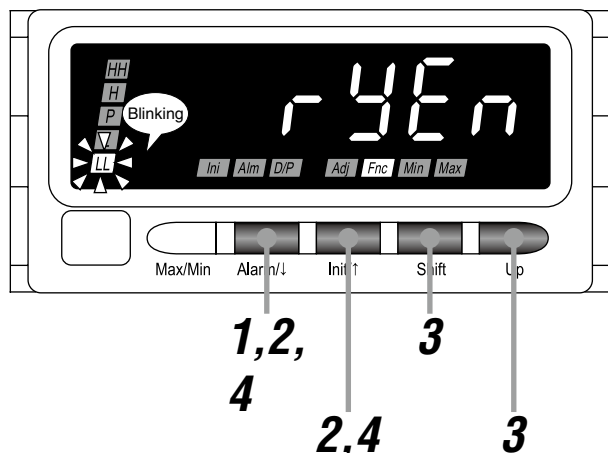 HH
H
P
L
LL
Blinking
r YEn
Ini Alm D/P Adj Fnc Min Max
Max/Min Alarm/↓ Init/↑ Shift Up
1,2,
4
3
2,4
3